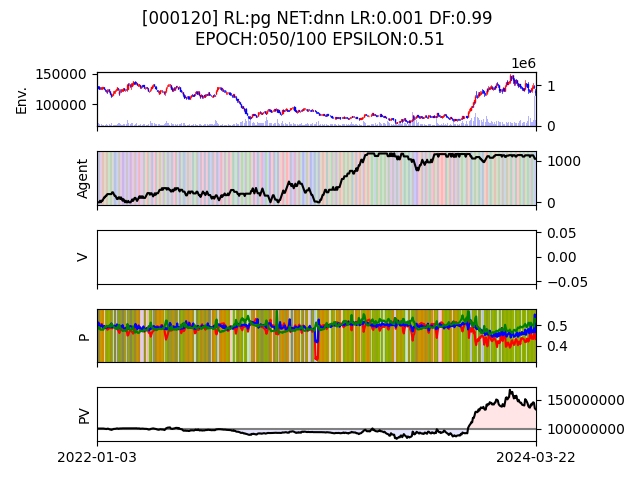 [000120] RL:pg NET:dnn LR:0.001 DF:0.99
EPOCH:050/100 EPSILON:0.51
1e6
150000
100000
Env.
1
0
Agent
1000
0
V
0.05
0.00
−0.05
P
0.5
0.4
PV
150000000
100000000
2022-01-03
2024-03-22